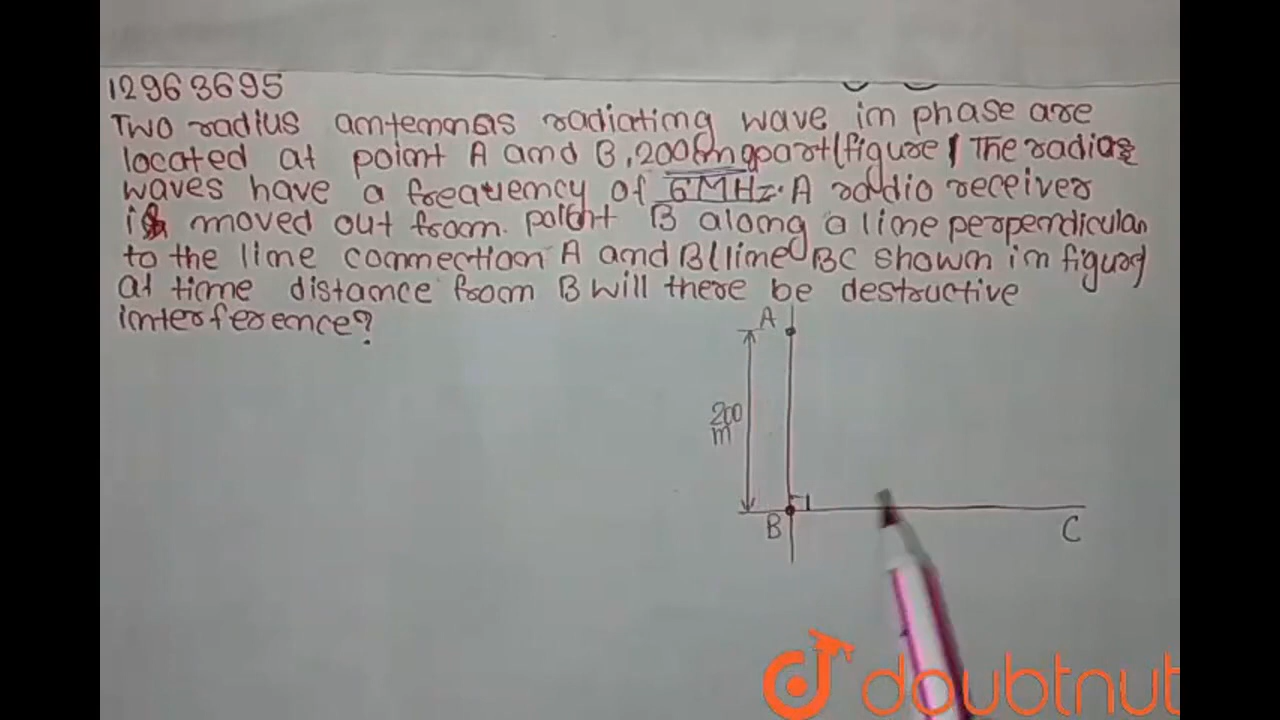 12963695
Two radius antennas radiating wave in phase are
located at point A and B, 200m apart (figure) The radios
waves have a frequency of 6MHz. A radio receiver
is moved out from point B along a line perpendicular
to the line connection A and B (line BC shown in figure)
at time distance from B will there be destructive
interference?
A
200
m
B
C
doubtnut